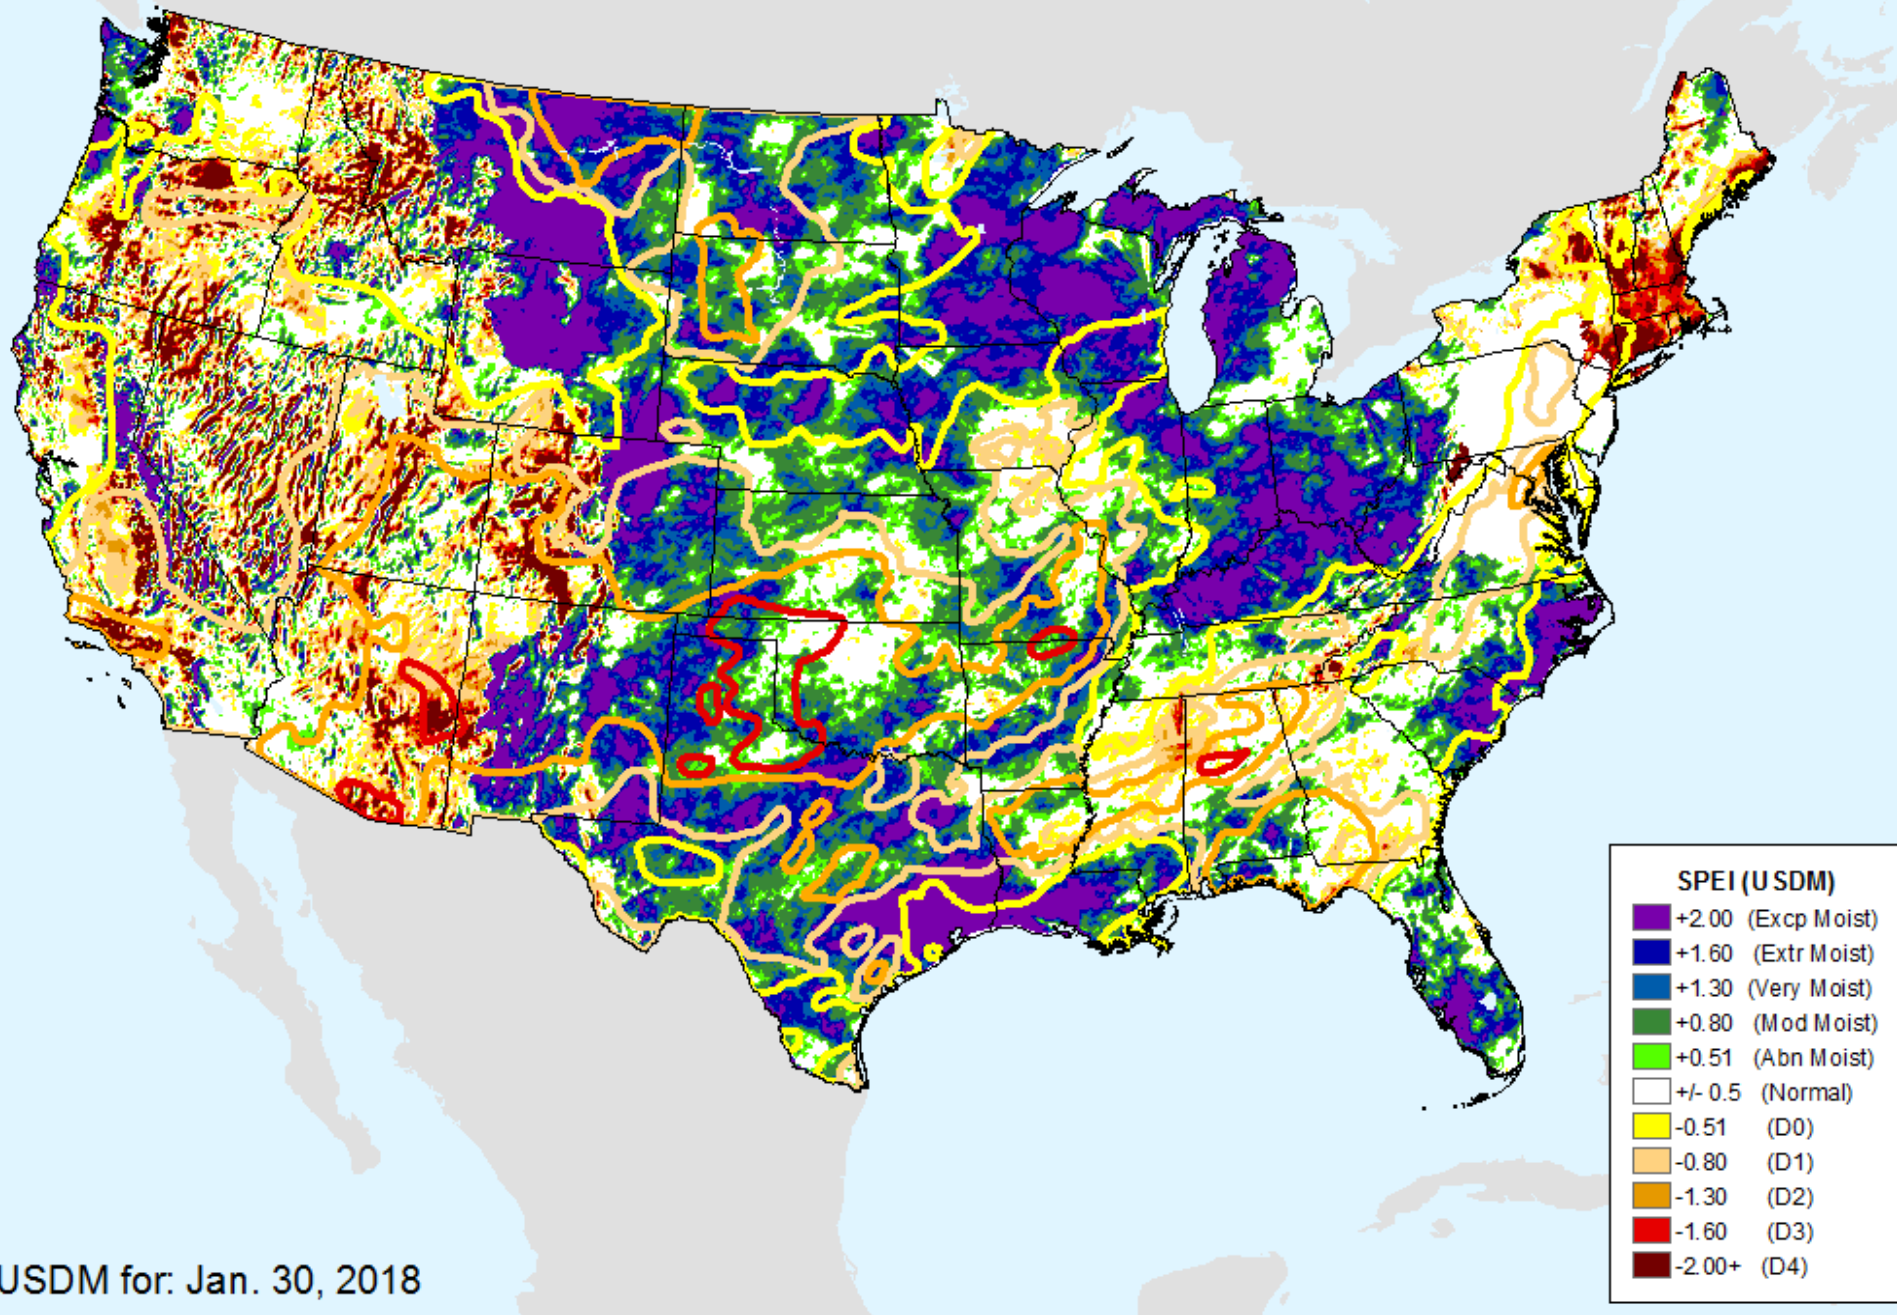 SPEI (USDM)
+2.00 (Excp Moist)
+1.60 (Extr Moist)
+1.30 (Very Moist)
+0.80 (Mod Moist)
+0.51 (Abn Moist)
+/- 0.5 (Normal)
-0.51 (D0)
-0.80 (D1)
-1.30 (D2)
-1.60 (D3)
-2.00+ (D4)
USDM for: Jan. 30, 2018